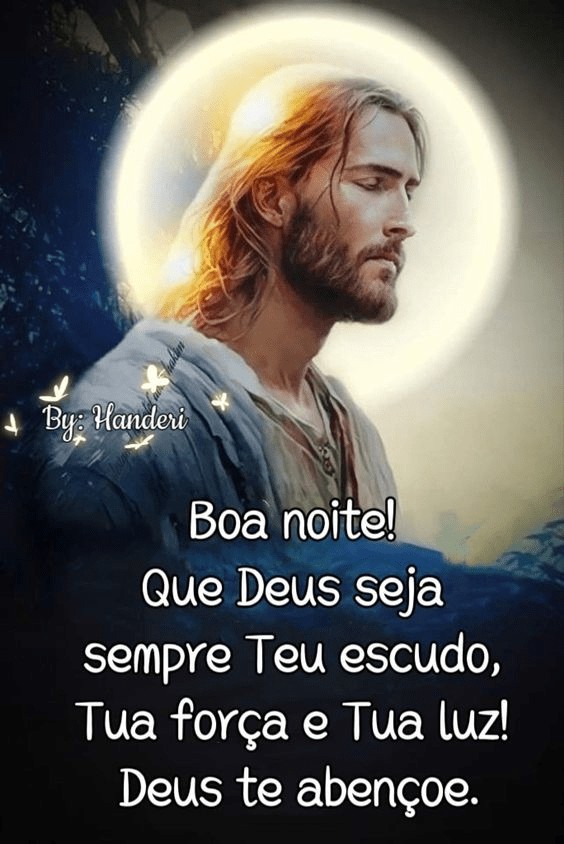 By: Handeri
Boa noite!
Que Deus seja
sempre Teu escudo,
Tua força e Tua luz!
Deus te abençoe.